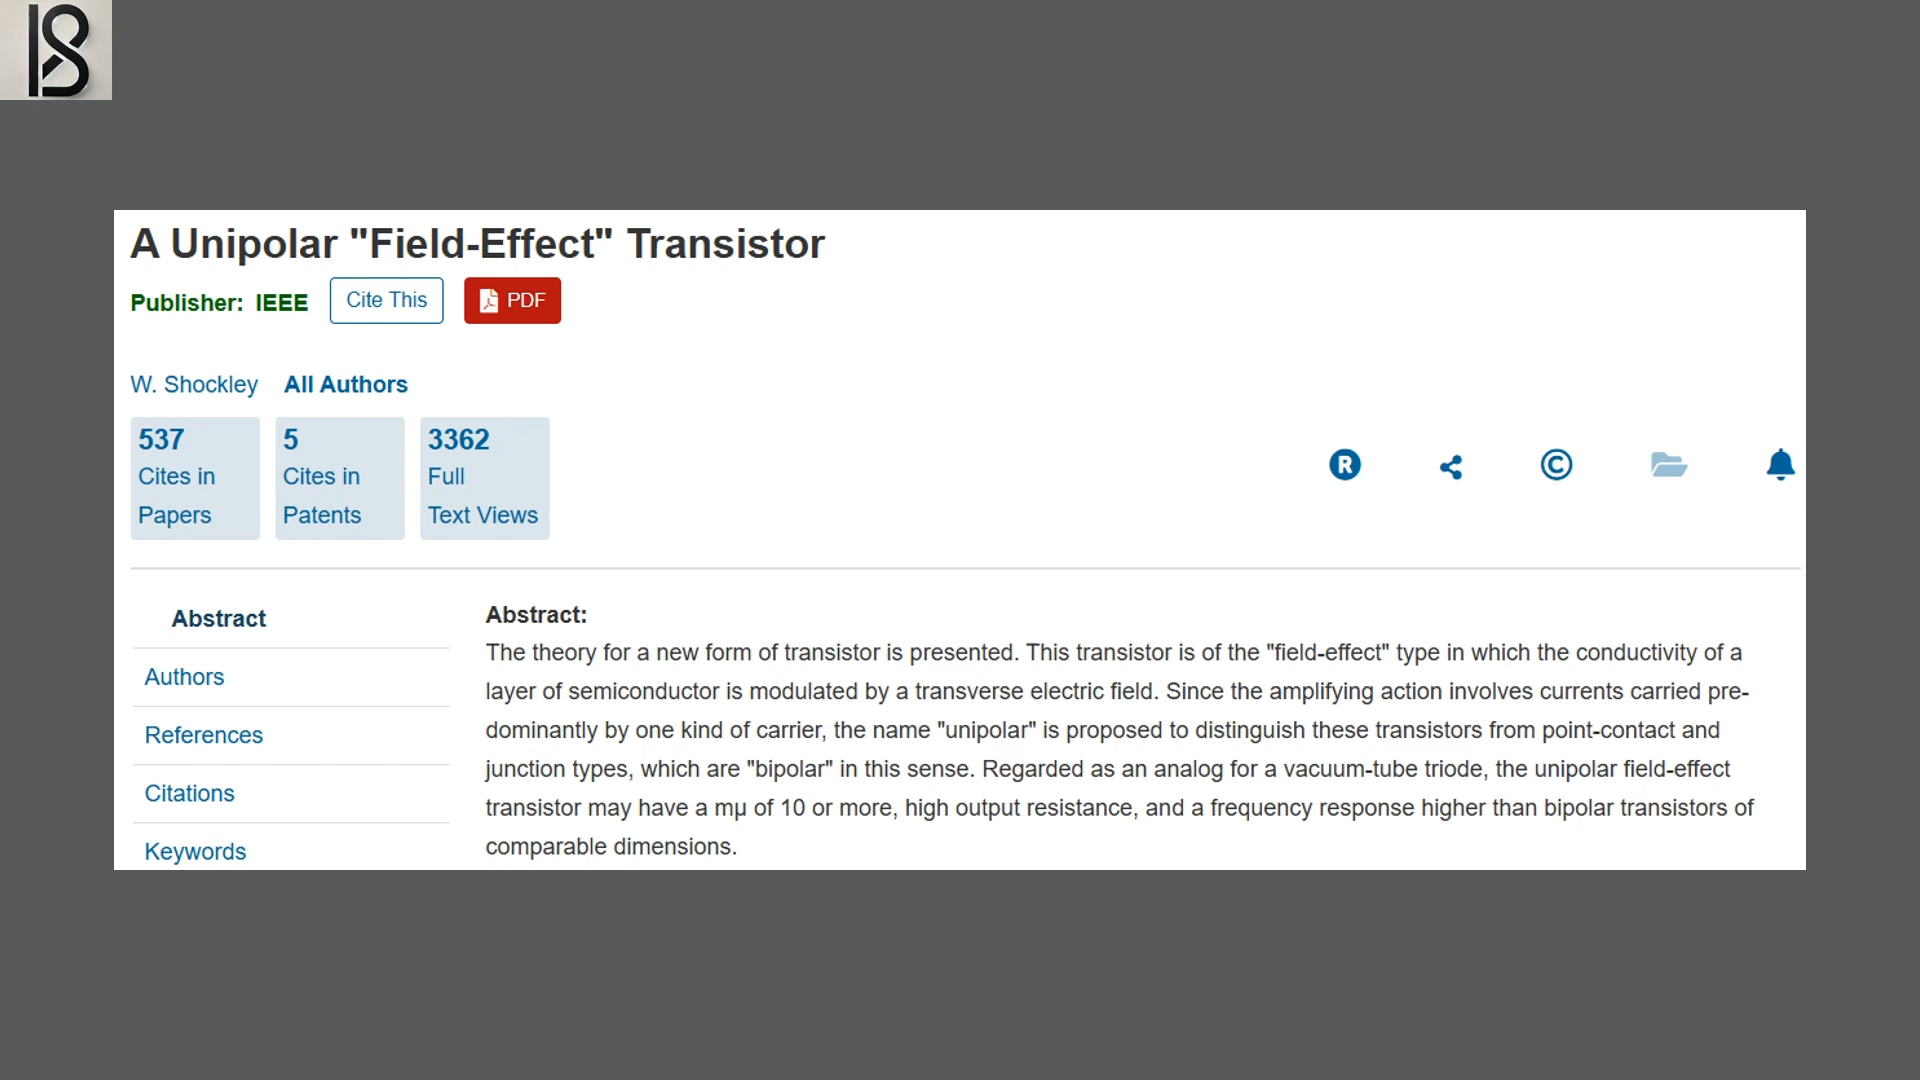 A Unipolar "Field-Effect" Transistor
Publisher: IEEE
Cite This
PDF
W. Shockley
All Authors
537
Cites in
Papers
5
Cites in
Patents
3362
Full
Text Views
R
©
Abstract
Authors
References
Citations
Keywords
Abstract:
The theory for a new form of transistor is presented. This transistor is of the "field-effect" type in which the conductivity of a
layer of semiconductor is modulated by a transverse electric field. Since the amplifying action involves currents carried pre-
dominantly by one kind of carrier, the name "unipolar" is proposed to distinguish these transistors from point-contact and
junction types, which are "bipolar" in this sense. Regarded as an analog for a vacuum-tube triode, the unipolar field-effect
transistor may have a mμ of 10 or more, high output resistance, and a frequency response higher than bipolar transistors of
comparable dimensions.